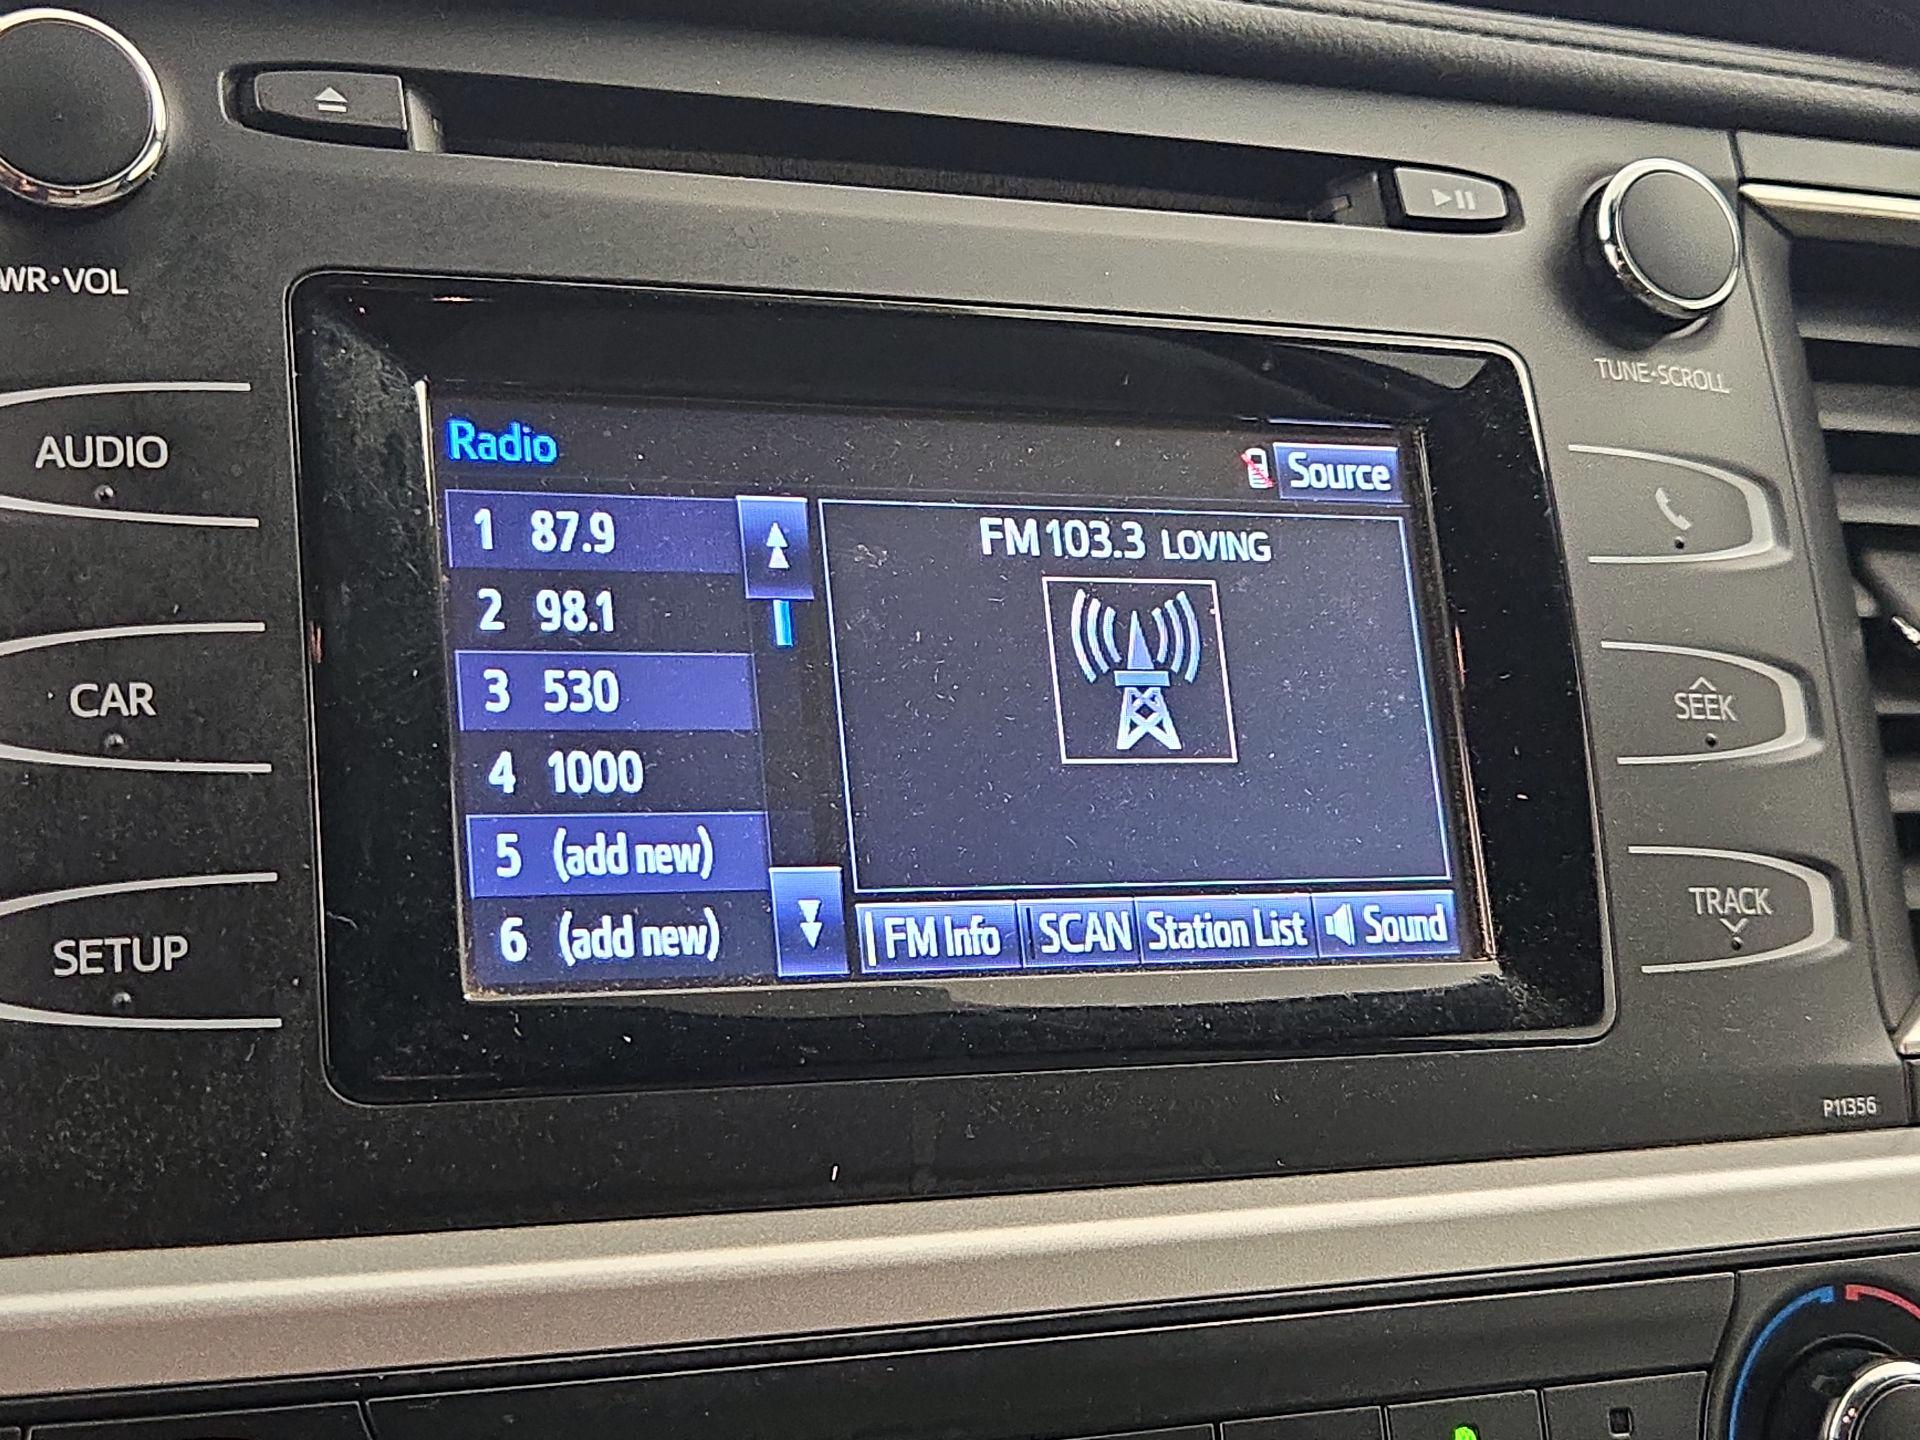 WR·VOL
TUNE·SCROLL
AUDIO
CAR
SETUP
Radio
Source
1 87.9
2 98.1
3 530
4 1000
5 (add new)
6 (add new)
FM 103.3 LOVING
FM Info
SCAN
Station List
Sound
SEEK
TRACK
P11356